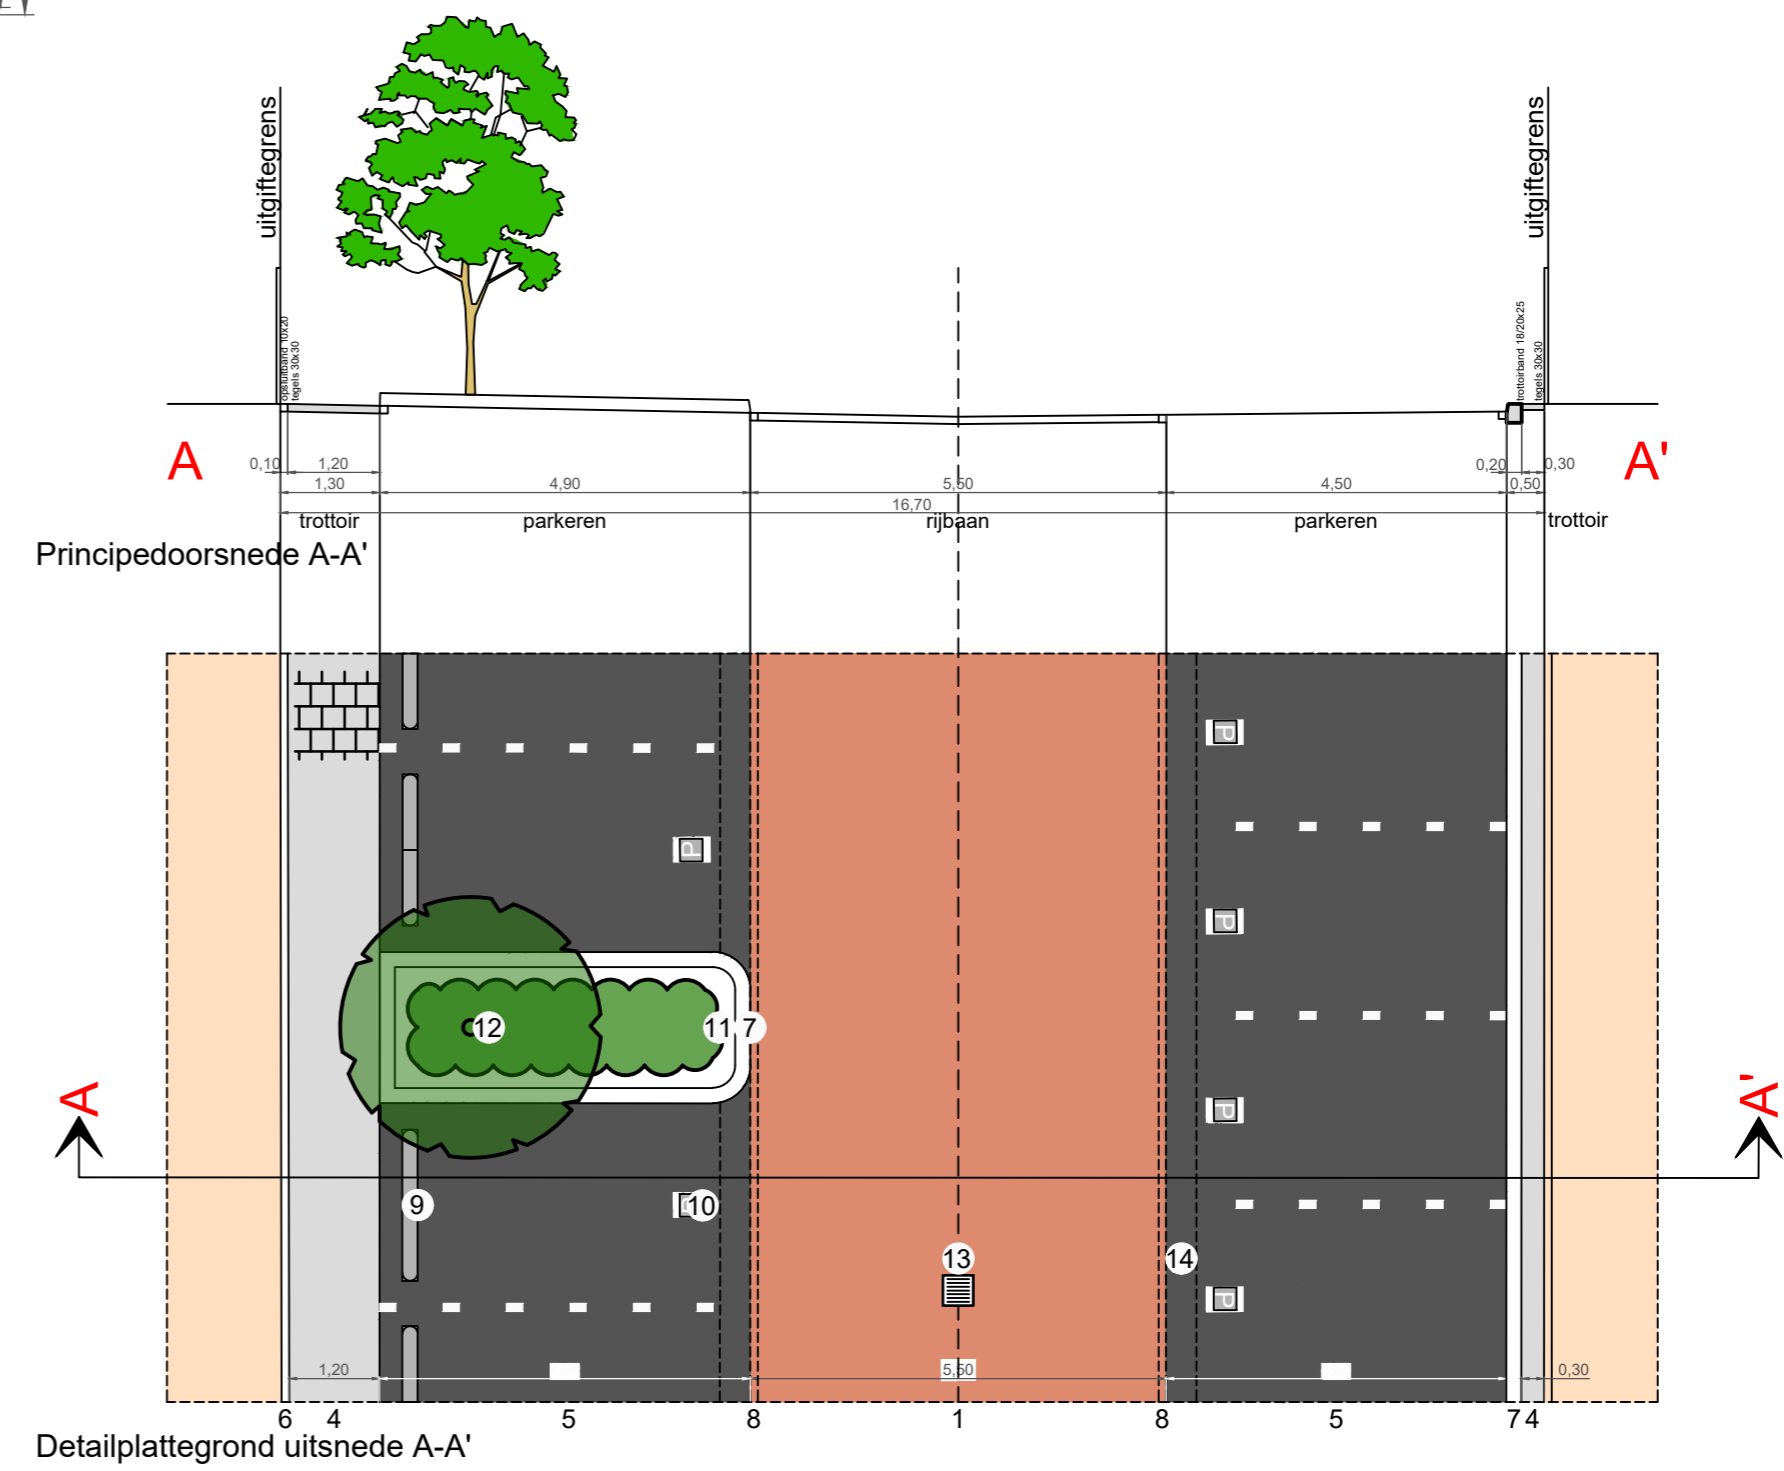 uitgiftegrens
uitgiftegrens
opsluitband 10x20
tegels 30x30
trottoirband 18/20x25
tegels 30x30
A
A'
0,10
1,20
0,20
0,30
1,30
4,90
5,50
4,50
0,50
16,70
trottoir
parkeren
rijbaan
parkeren
trottoir
Principedoorsnede A-A'
P
P
P
12
11
7
A
A'
P
9
10
13
14
P
1,20
5,50
0,30
6
4
5
8
1
8
5
7
4
Detailplattegrond uitsnede A-A'